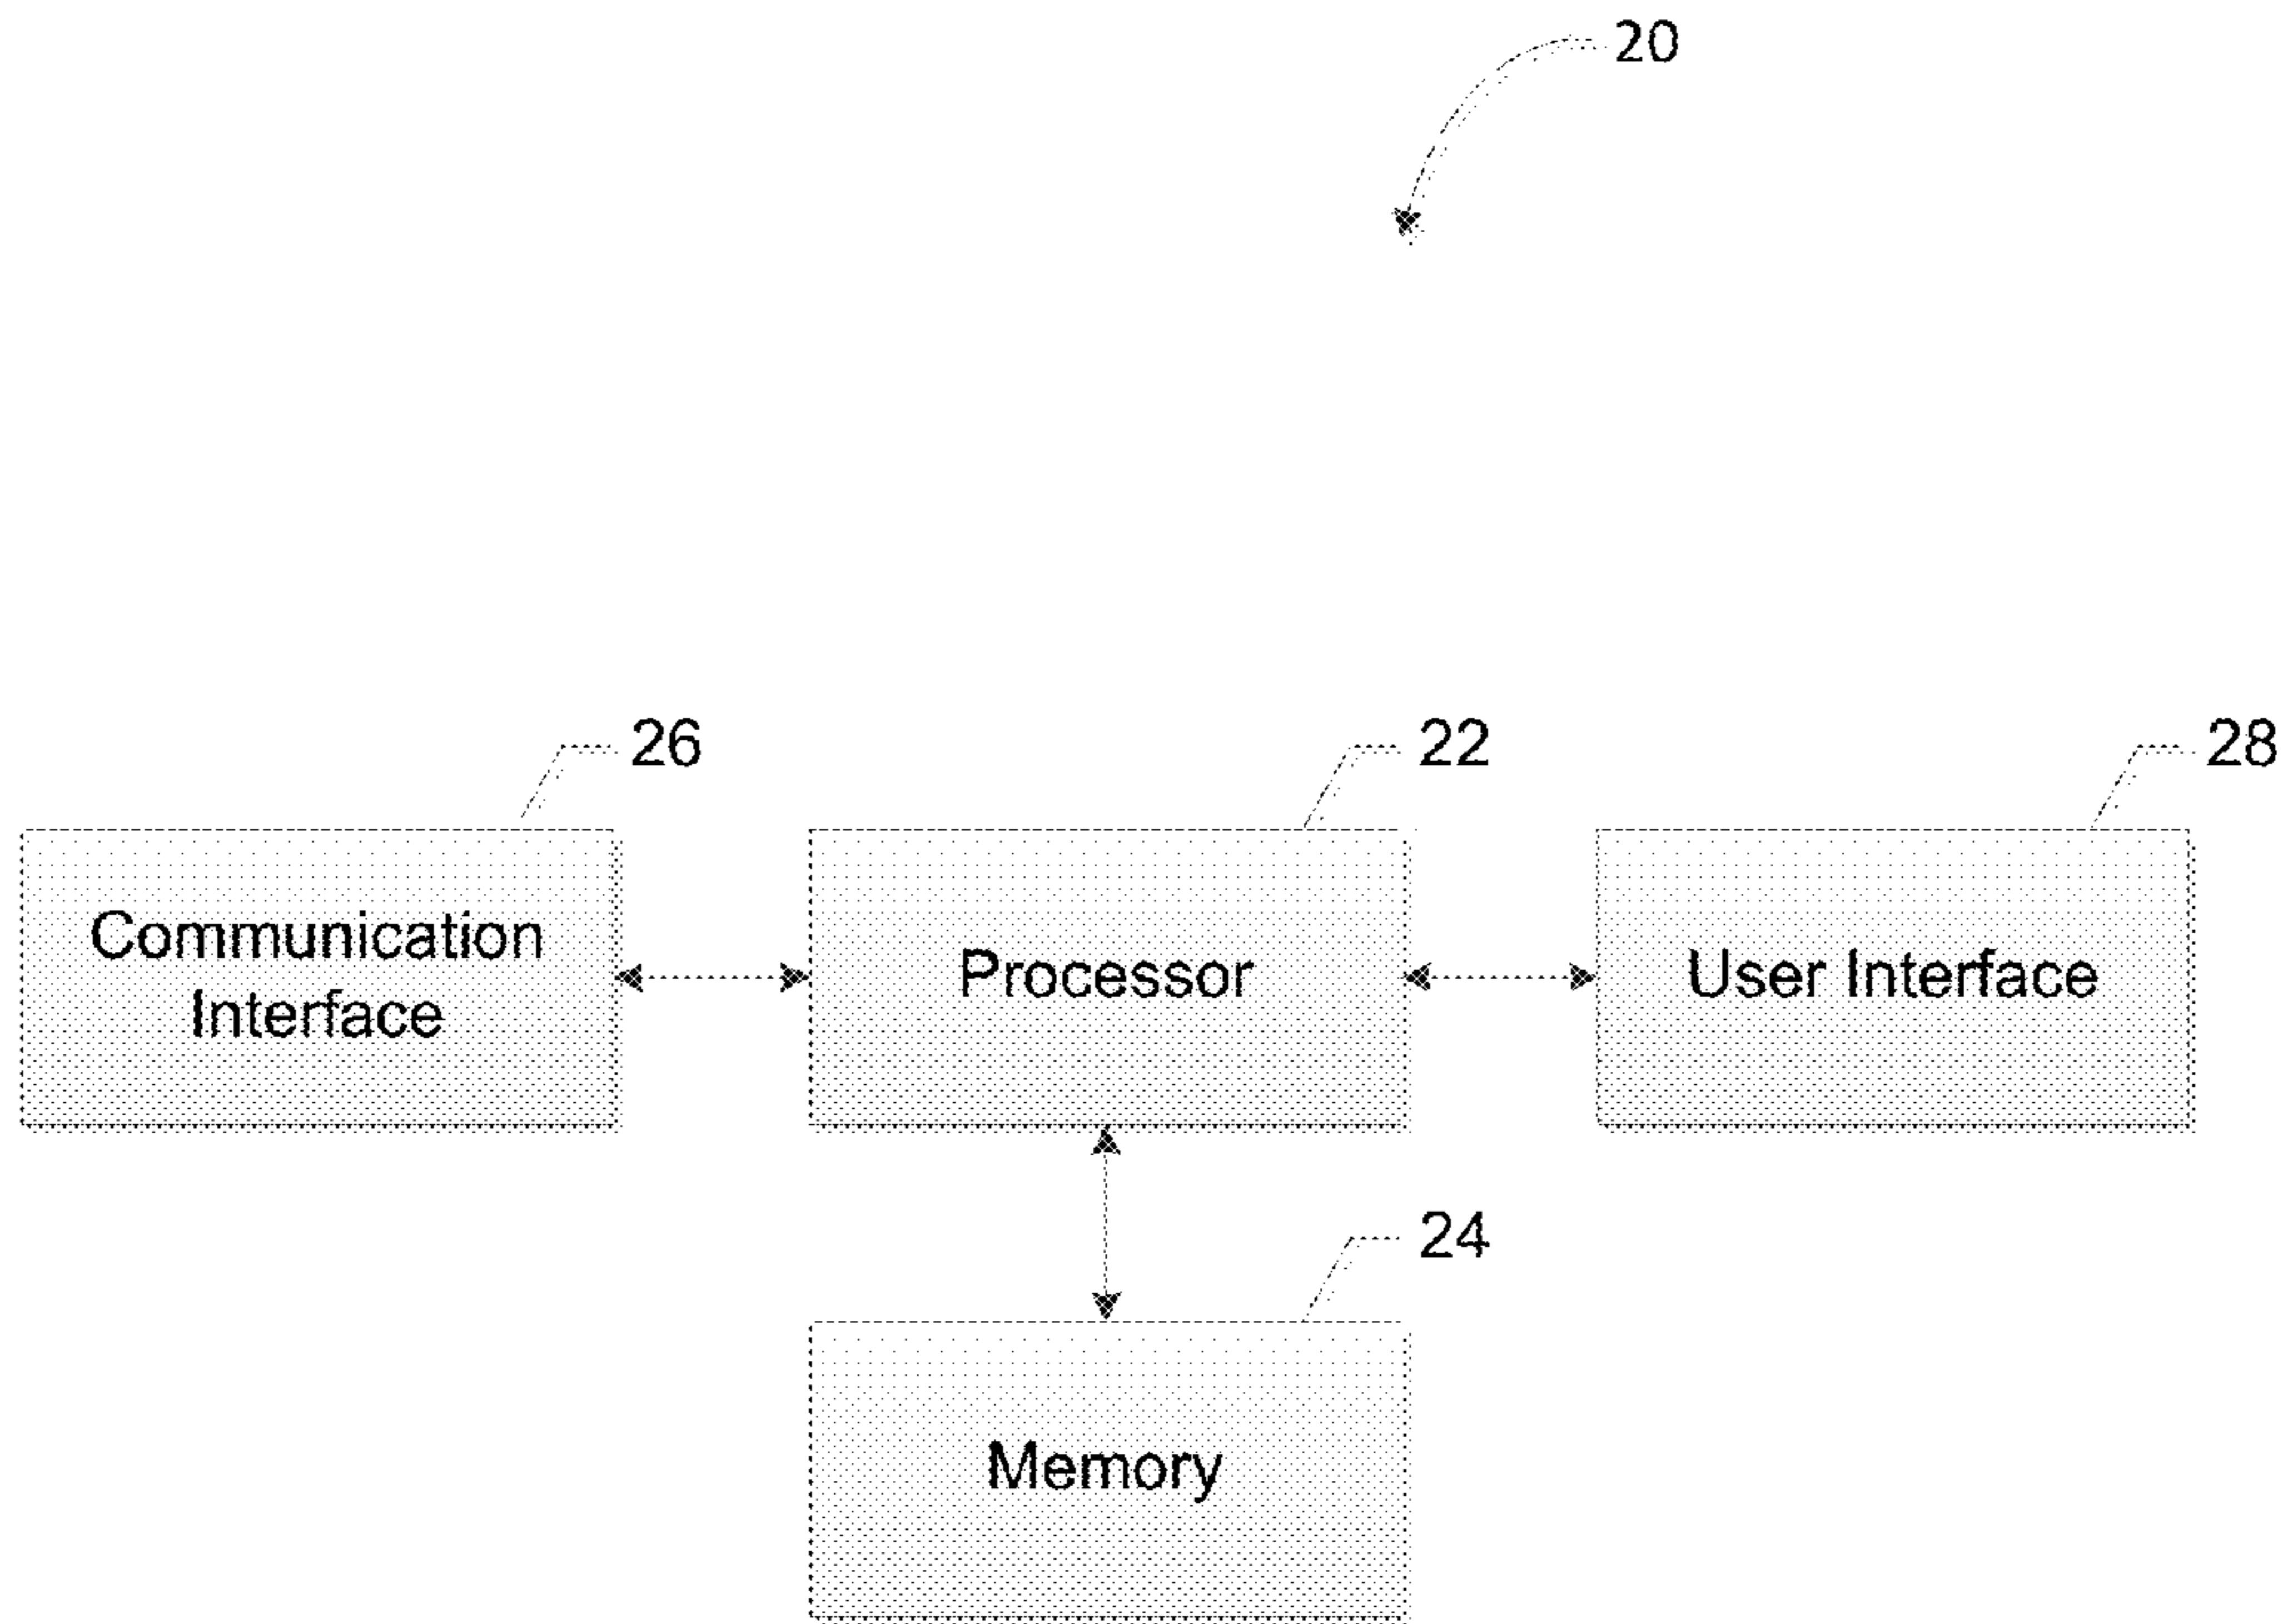 20
26
22
28
Communication
Interface
Processor
User Interface
24
Memory